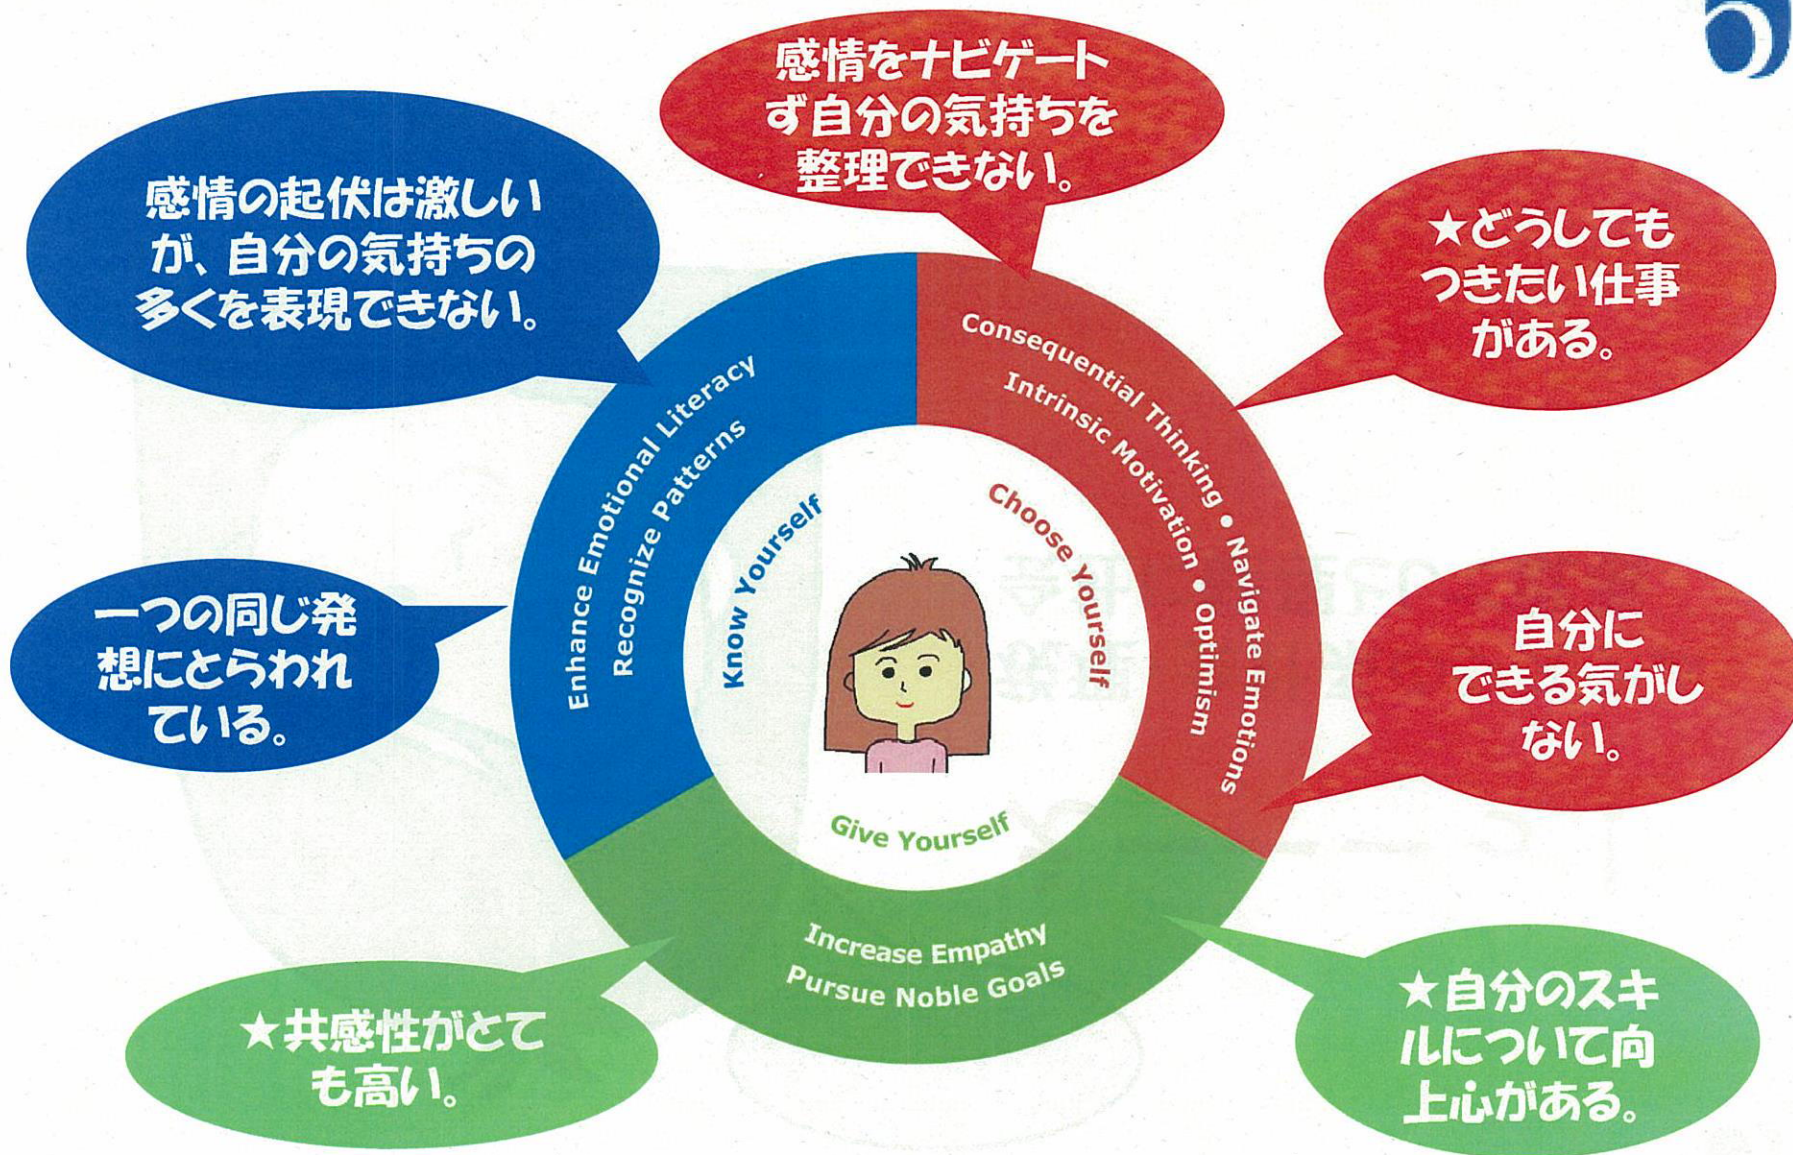 感情をナビゲート
ず自分の気持ちを
整理できない。
感情の起伏は激しい
が、自分の気持ちの
多くを表現できない。
★どうしても
つきたい仕事
がある。
Consequential Thinking • Navigate Emotions
Intrinsic Motivation • Optimism
Choose Yourself
Enhance Emotional Literacy
Recognize Patterns
Know Yourself
一つの同じ発
想にとらわれ
ている。
自分に
できる気がし
ない。
Give Yourself
Increase Empathy
Pursue Noble Goals
★共感性がとて
も高い。
★自分のスキ
ルについて向
上心がある。